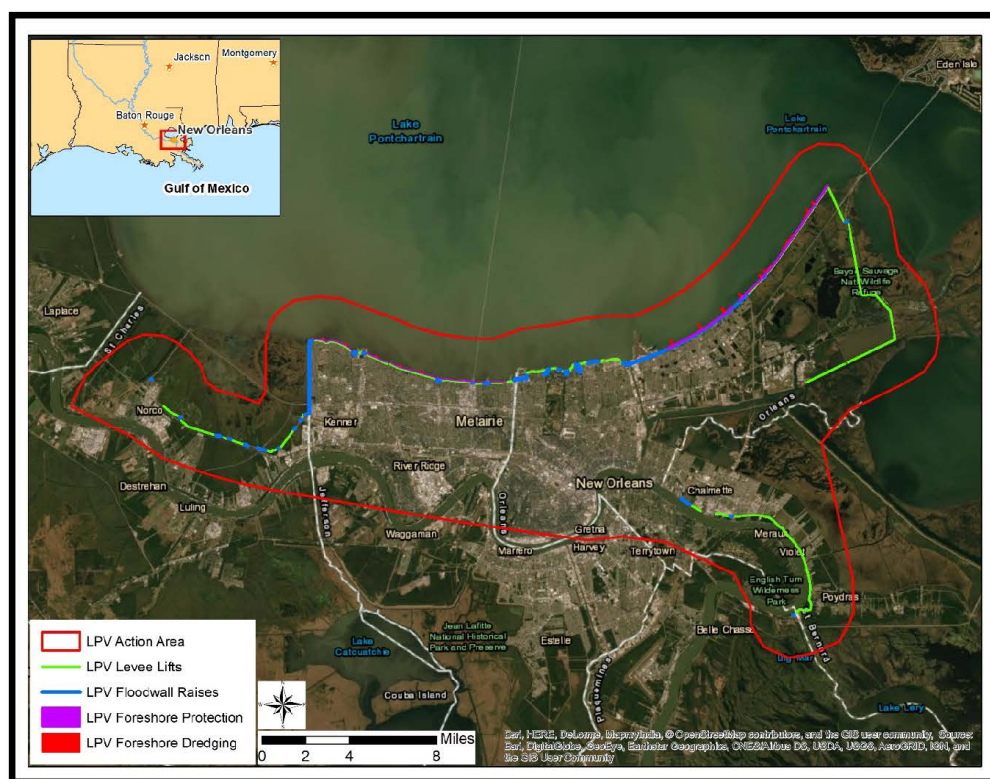 Jackson
Montgomery
Baton Rouge
New Orleans
Gulf of Mexico
Eden Isle
Lake
Pontchartrain
Lake
Pontchartrain
Laplace
St Charles
Bayou Sauvage
Nat Wildlife
Refuge
Norco
Kenner
Metairie
Orleans
River Ridge
Destrehan
Luling
Jefferson
Waggaman
Orleans
New Orleans
Chalmette
Gretna
Marrero
Harvey
Terrytown
Meraux
Violet
English Turn
Wilderness
Park
Poydras
Belle Chasse
St Bernard
Big Mar
Jean Lafitte
National Historical
Park and Preserve
Estelle
Lake
Cataouatche
Couba Island
Plaquemines
Lake Lery
LPV Action Area
LPV Levee Lifts
LPV Floodwall Raises
LPV Foreshore Protection
LPV Foreshore Dredging
Miles
0 2 4 8
Esri, HERE, DeLorme, MapmyIndia, © OpenStreetMap contributors, and the GIS user community, Source:
Esri, DigitalGlobe, GeoEye, Earthstar Geographics, CNES/Airbus DS, USDA, USGS, AeroGRID, IGN, and
the GIS User Community